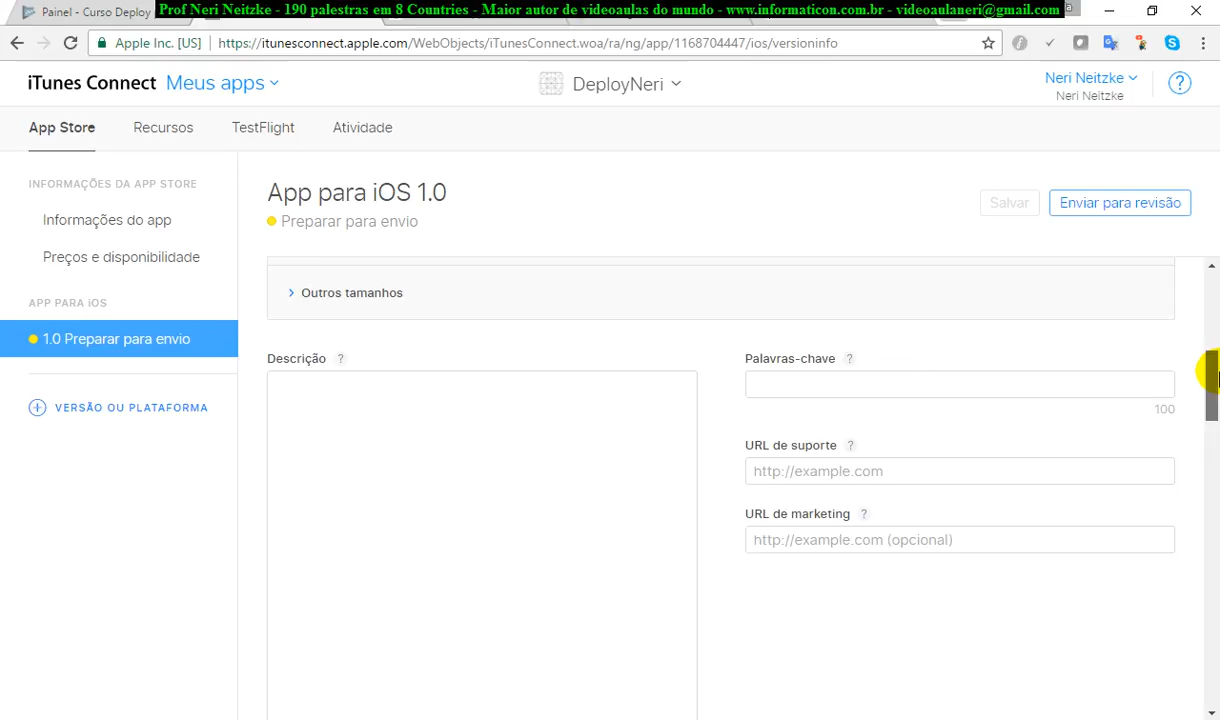 Painel - Curso Deploy
Prof Neri Neitzke - 190 palestras em 8 Countries - Maior autor de videoaulas do mundo - www.informaticon.com.br - videoaulaneri@gmail.com
Apple Inc. [US]
https://itunesconnect.apple.com/WebObjects/iTunesConnect.woa/ra/ng/app/1168704447/ios/versioninfo
iTunes Connect Meus apps
DeployNeri
Neri Neitzke
Neri Neitzke
?
App Store
Recursos
TestFlight
Atividade
INFORMAÇÕES DA APP STORE
Informações do app
Preços e disponibilidade
APP PARA iOS
1.0 Preparar para envio
VERSÃO OU PLATAFORMA
App para iOS 1.0
Preparar para envio
Salvar
Enviar para revisão
Outros tamanhos
Descrição ?
Palavras-chave ?
100
URL de suporte ?
http://example.com
URL de marketing ?
http://example.com (opcional)